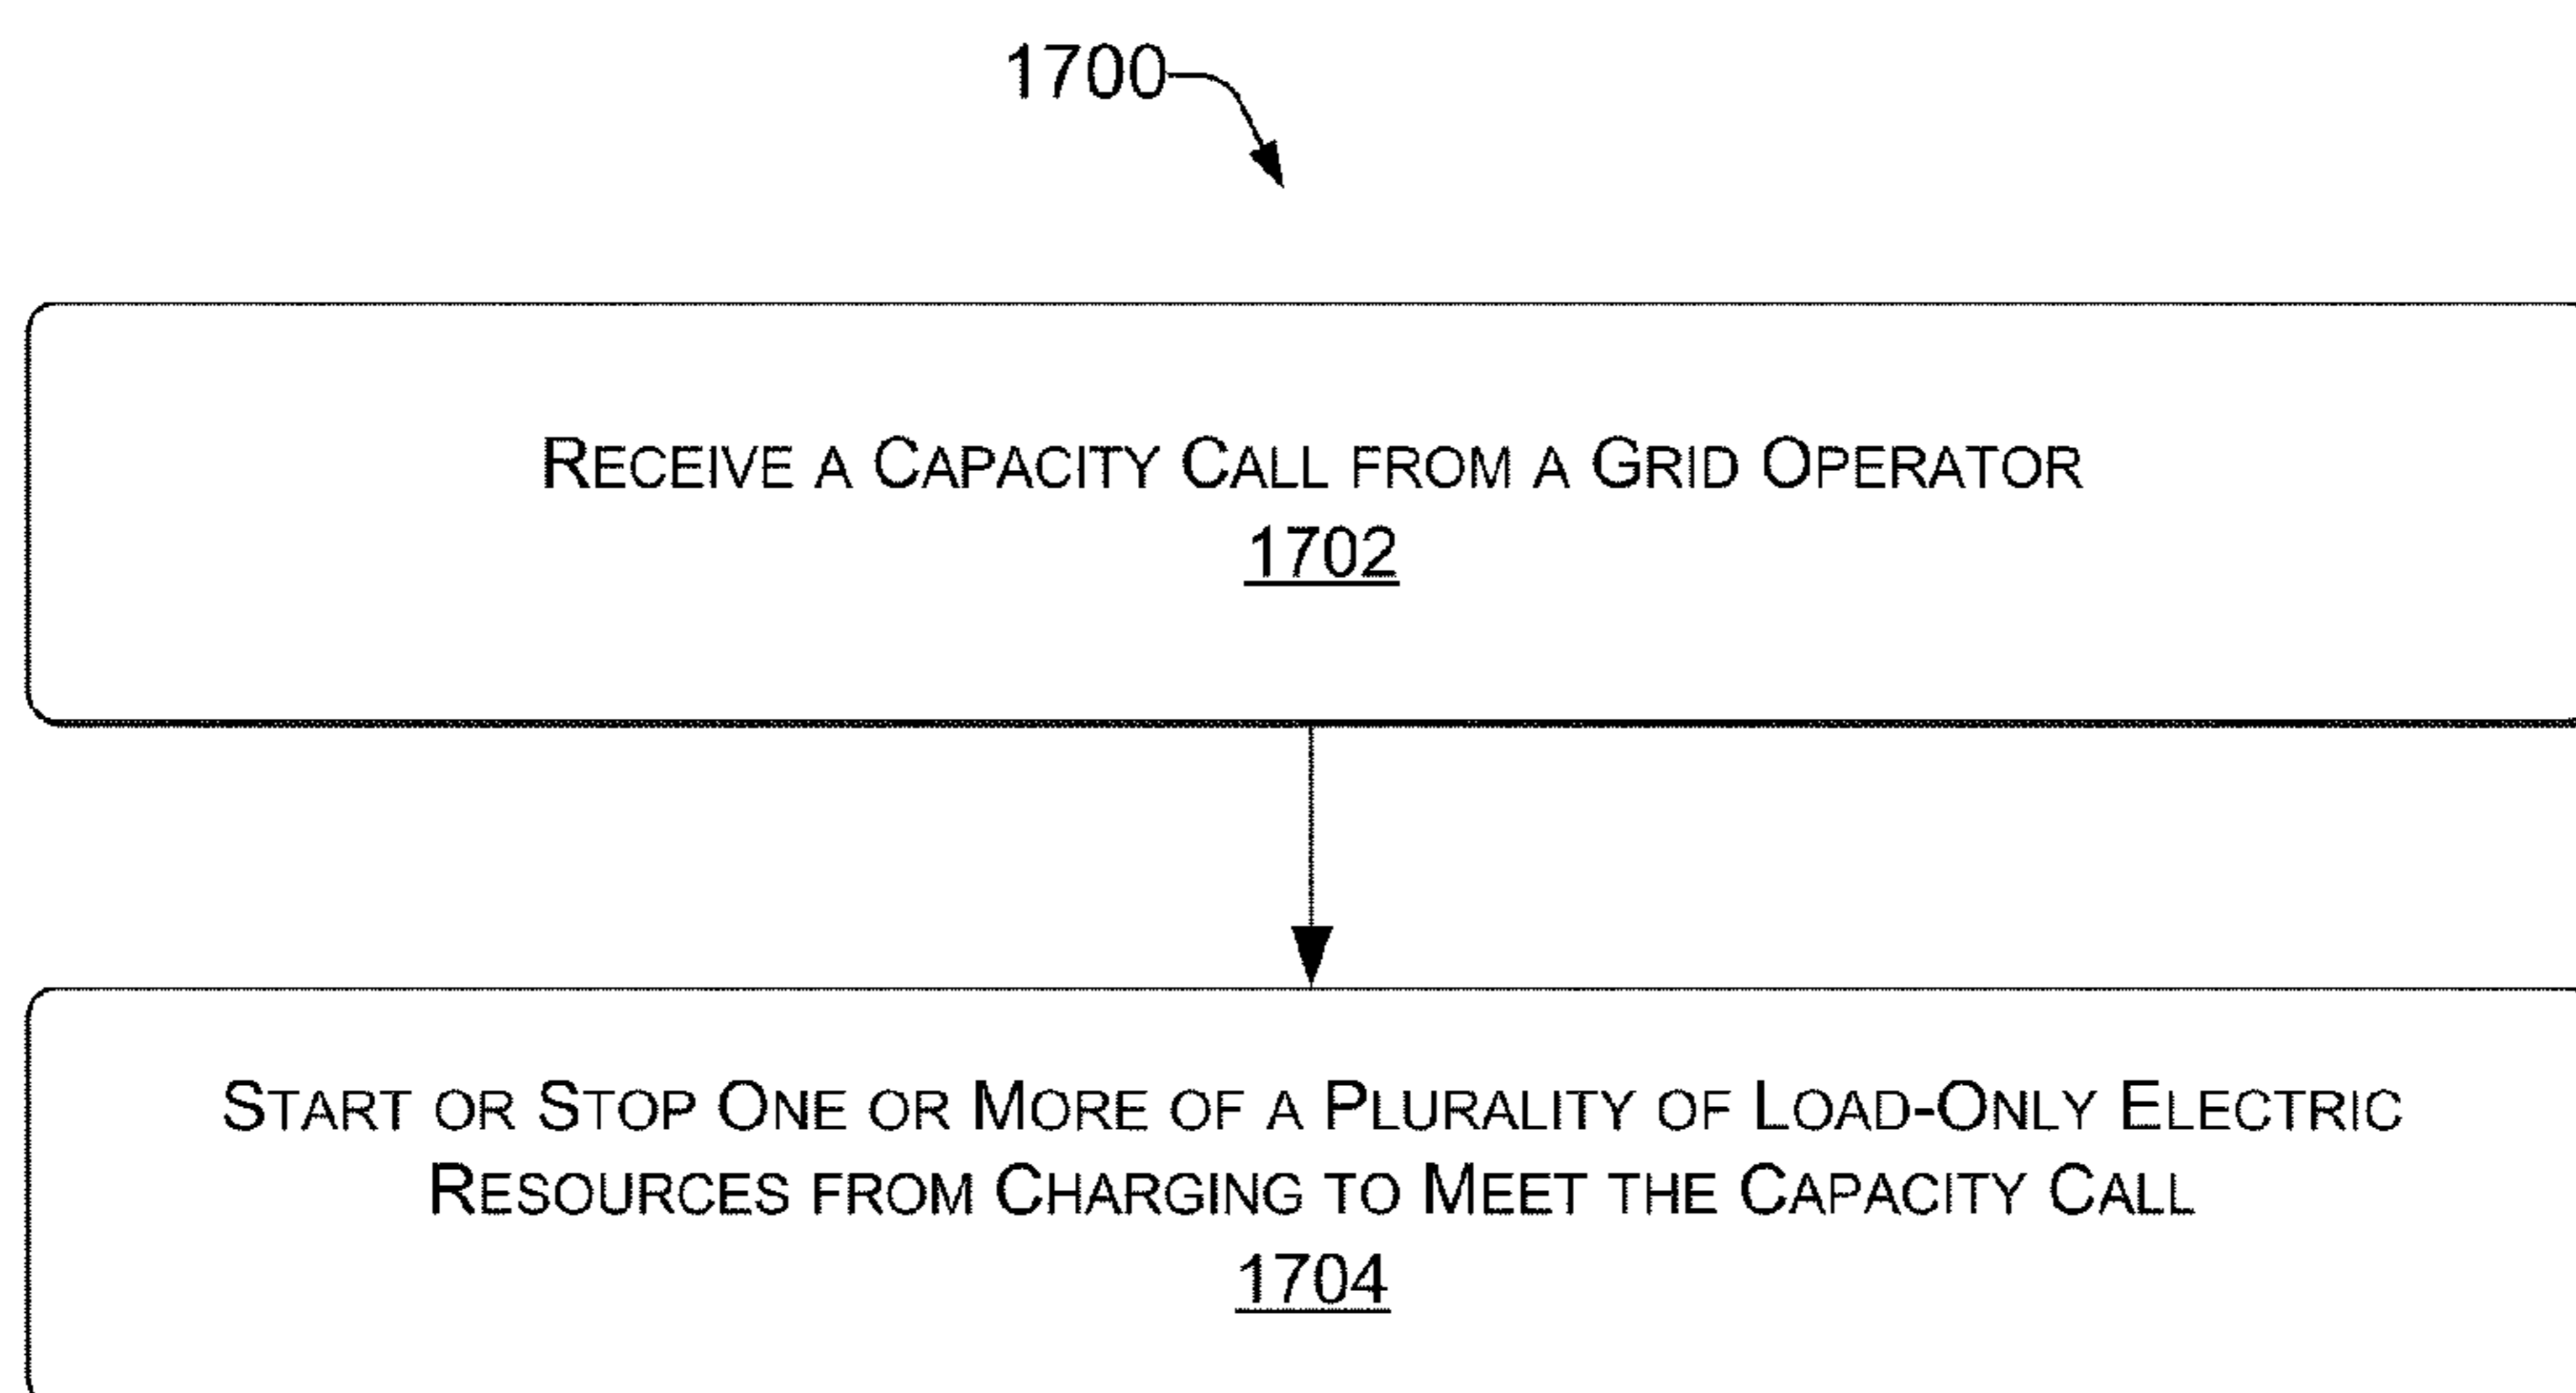 1700
RECEIVE A CAPACITY CALL FROM A GRID OPERATOR
1702
START OR STOP ONE OR MORE OF A PLURALITY OF LOAD-ONLY ELECTRIC
RESOURCES FROM CHARGING TO MEET THE CAPACITY CALL
1704